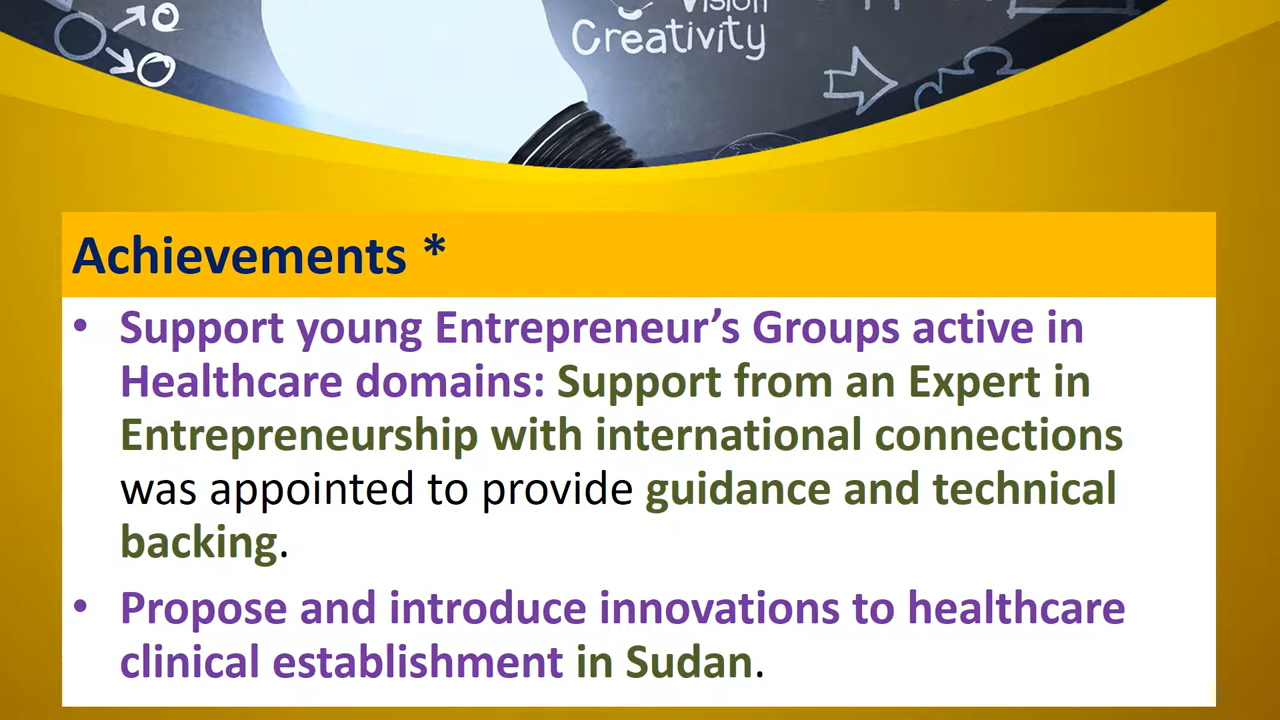 Vision
Creativity
Achievements *
• Support young Entrepreneur’s Groups active in
Healthcare domains: Support from an Expert in
Entrepreneurship with international connections
was appointed to provide guidance and technical
backing.
• Propose and introduce innovations to healthcare
clinical establishment in Sudan.